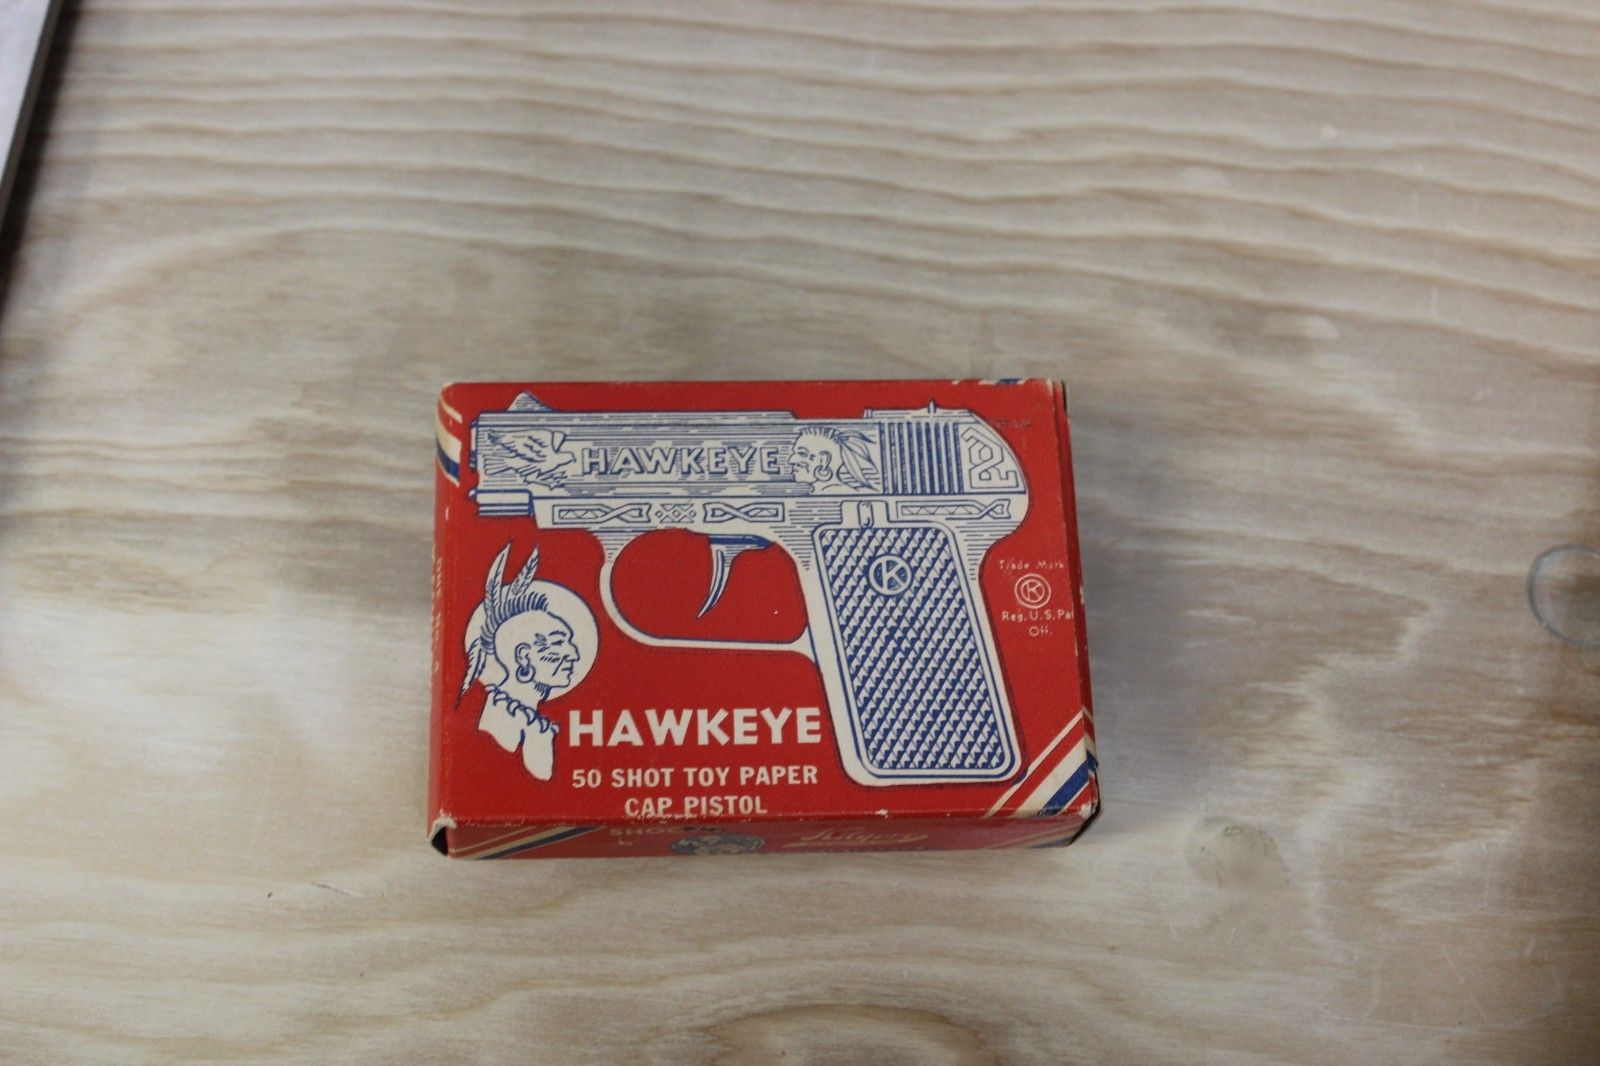 HAWKEYE
K
Trade Mark
K
Reg. U.S. Pat
Off.
HAWKEYE
50 SHOT TOY PAPER
CAP PISTOL